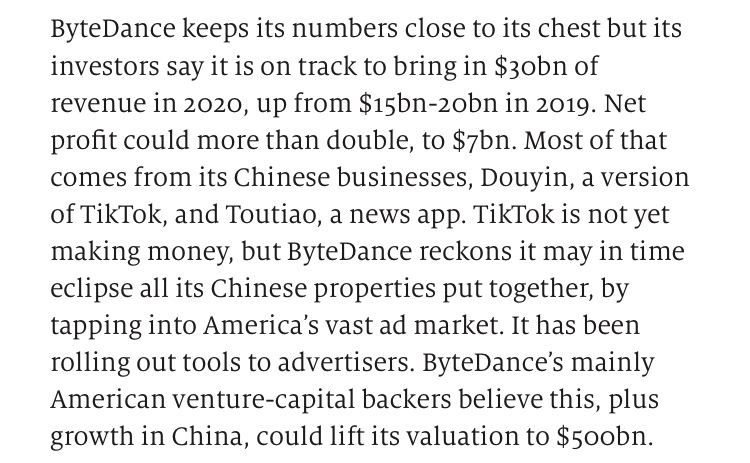 ByteDance keeps its numbers close to its chest but its
investors say it is on track to bring in $30bn of
revenue in 2020, up from $15bn-20bn in 2019. Net
profit could more than double, to $7bn. Most of that
comes from its Chinese businesses, Douyin, a version
of TikTok, and Toutiao, a news app. TikTok is not yet
making money, but ByteDance reckons it may in time
eclipse all its Chinese properties put together, by
tapping into America’s vast ad market. It has been
rolling out tools to advertisers. ByteDance’s mainly
American venture-capital backers believe this, plus
growth in China, could lift its valuation to $500bn.